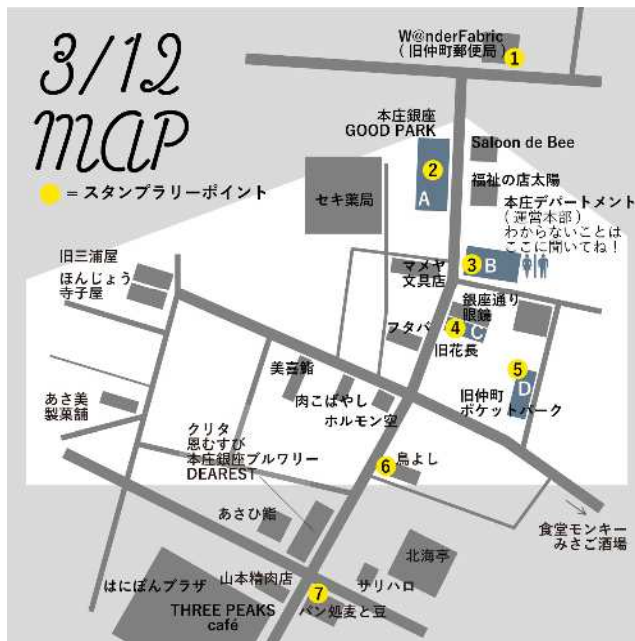 3/12
MAP
= スタンプラリーポイント
W@nderFabric
(旧仲町郵便局)
1
本庄銀座
GOOD PARK
2
A
Saloon de Bee
福祉の店太陽
セキ薬局
本庄デパートメント
(運営本部)
わからないことは
ここに聞いてね!
3
B
マメヤ
文具店
旧三浦屋
ほんじょう
寺子屋
銀座通り
眼鏡
4
C
旧花長
フタバ
5
D
旧仲町
ポケットパーク
美喜鮨
肉こばやし
ホルモン空
あさ美
製菓舗
クリタ
恩むすび
本庄銀座ブルワリー
DEAREST
6
鳥よし
あさひ鮨
食堂モンキー
みさご酒場
北海亭
はにぽんプラザ
山本精肉店
サリハロ
7
THREE PEAKS
café
パン処麦と豆